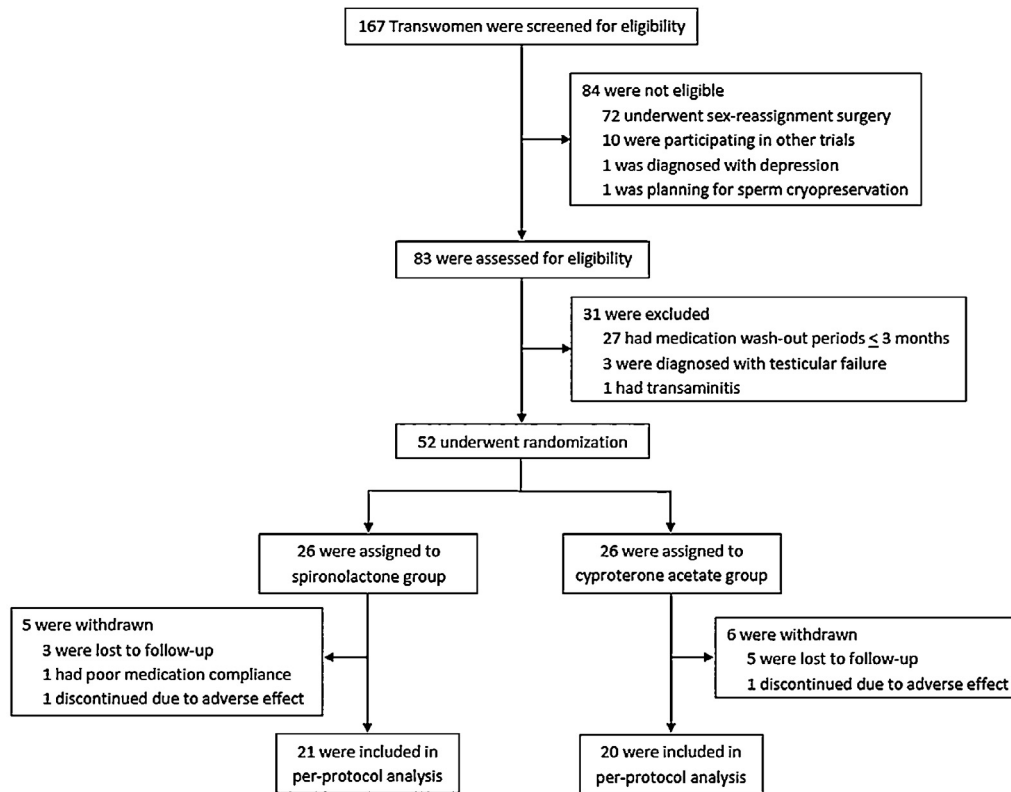 167 Transwomen were screened for eligibility
84 were not eligible
72 underwent sex-reassignment surgery
10 were participating in other trials
1 was diagnosed with depression
1 was planning for sperm cryopreservation
83 were assessed for eligibility
31 were excluded
27 had medication wash-out periods ≤ 3 months
3 were diagnosed with testicular failure
1 had transaminitis
52 underwent randomization
26 were assigned to
spironolactone group
26 were assigned to
cyproterone acetate group
5 were withdrawn
3 were lost to follow-up
1 had poor medication compliance
1 discontinued due to adverse effect
6 were withdrawn
5 were lost to follow-up
1 discontinued due to adverse effect
21 were included in
per-protocol analysis
20 were included in
per-protocol analysis